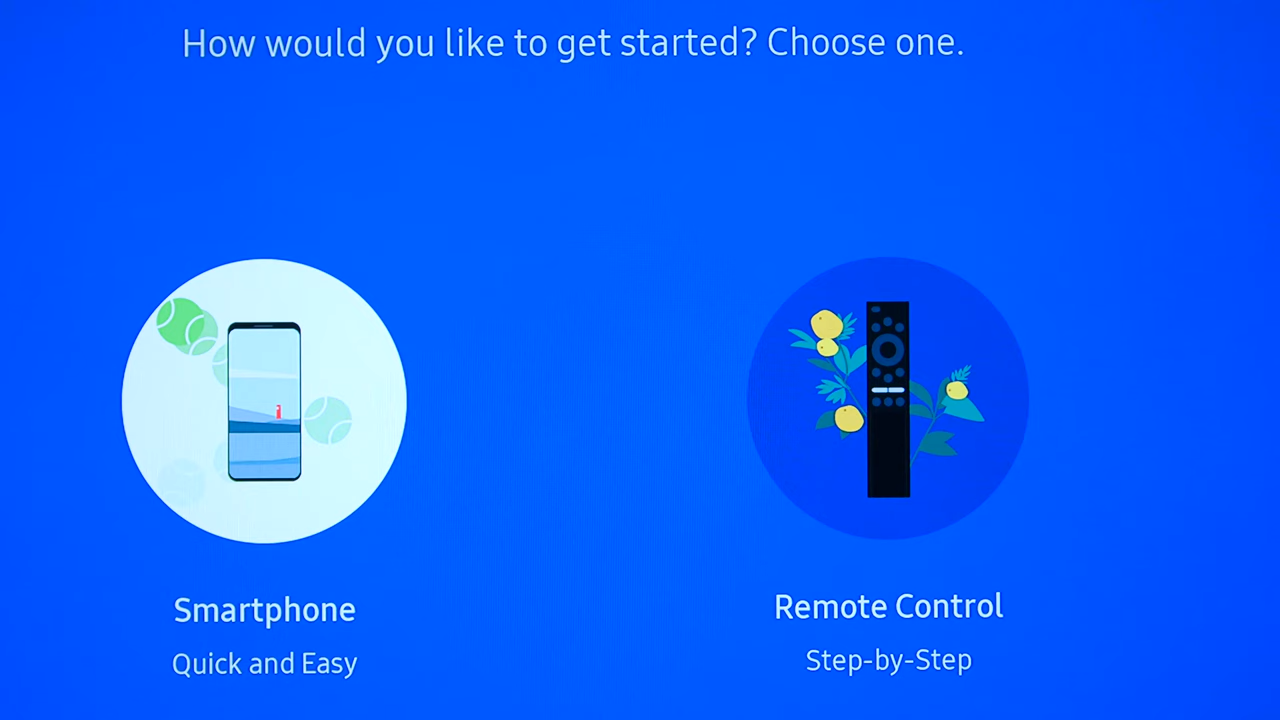 How would you like to get started? Choose one.
Smartphone
Remote Control
Quick and Easy
Step-by-Step